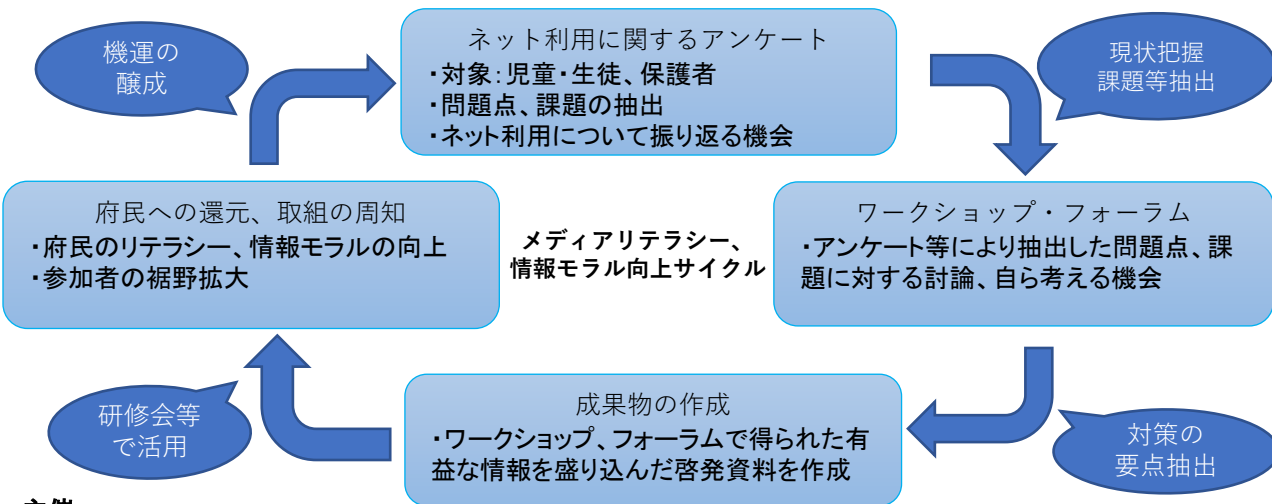 機運の
醸成
ネット利用に関するアンケート
・対象：児童・生徒、保護者
・問題点、課題の抽出
・ネット利用について振り返る機会
現状把握
課題等抽出
府民への還元、取組の周知
・府民のリテラシー、情報モラルの向上
・参加者の裾野拡大
メディアリテラシー、
情報モラル向上サイクル
ワークショップ・フォーラム
・アンケート等により抽出した問題点、課
題に対する討論、自ら考える機会
研修会等
で活用
成果物の作成
・ワークショップ、フォーラムで得られた有
益な情報を盛り込んだ啓発資料を作成
対策の
要点抽出